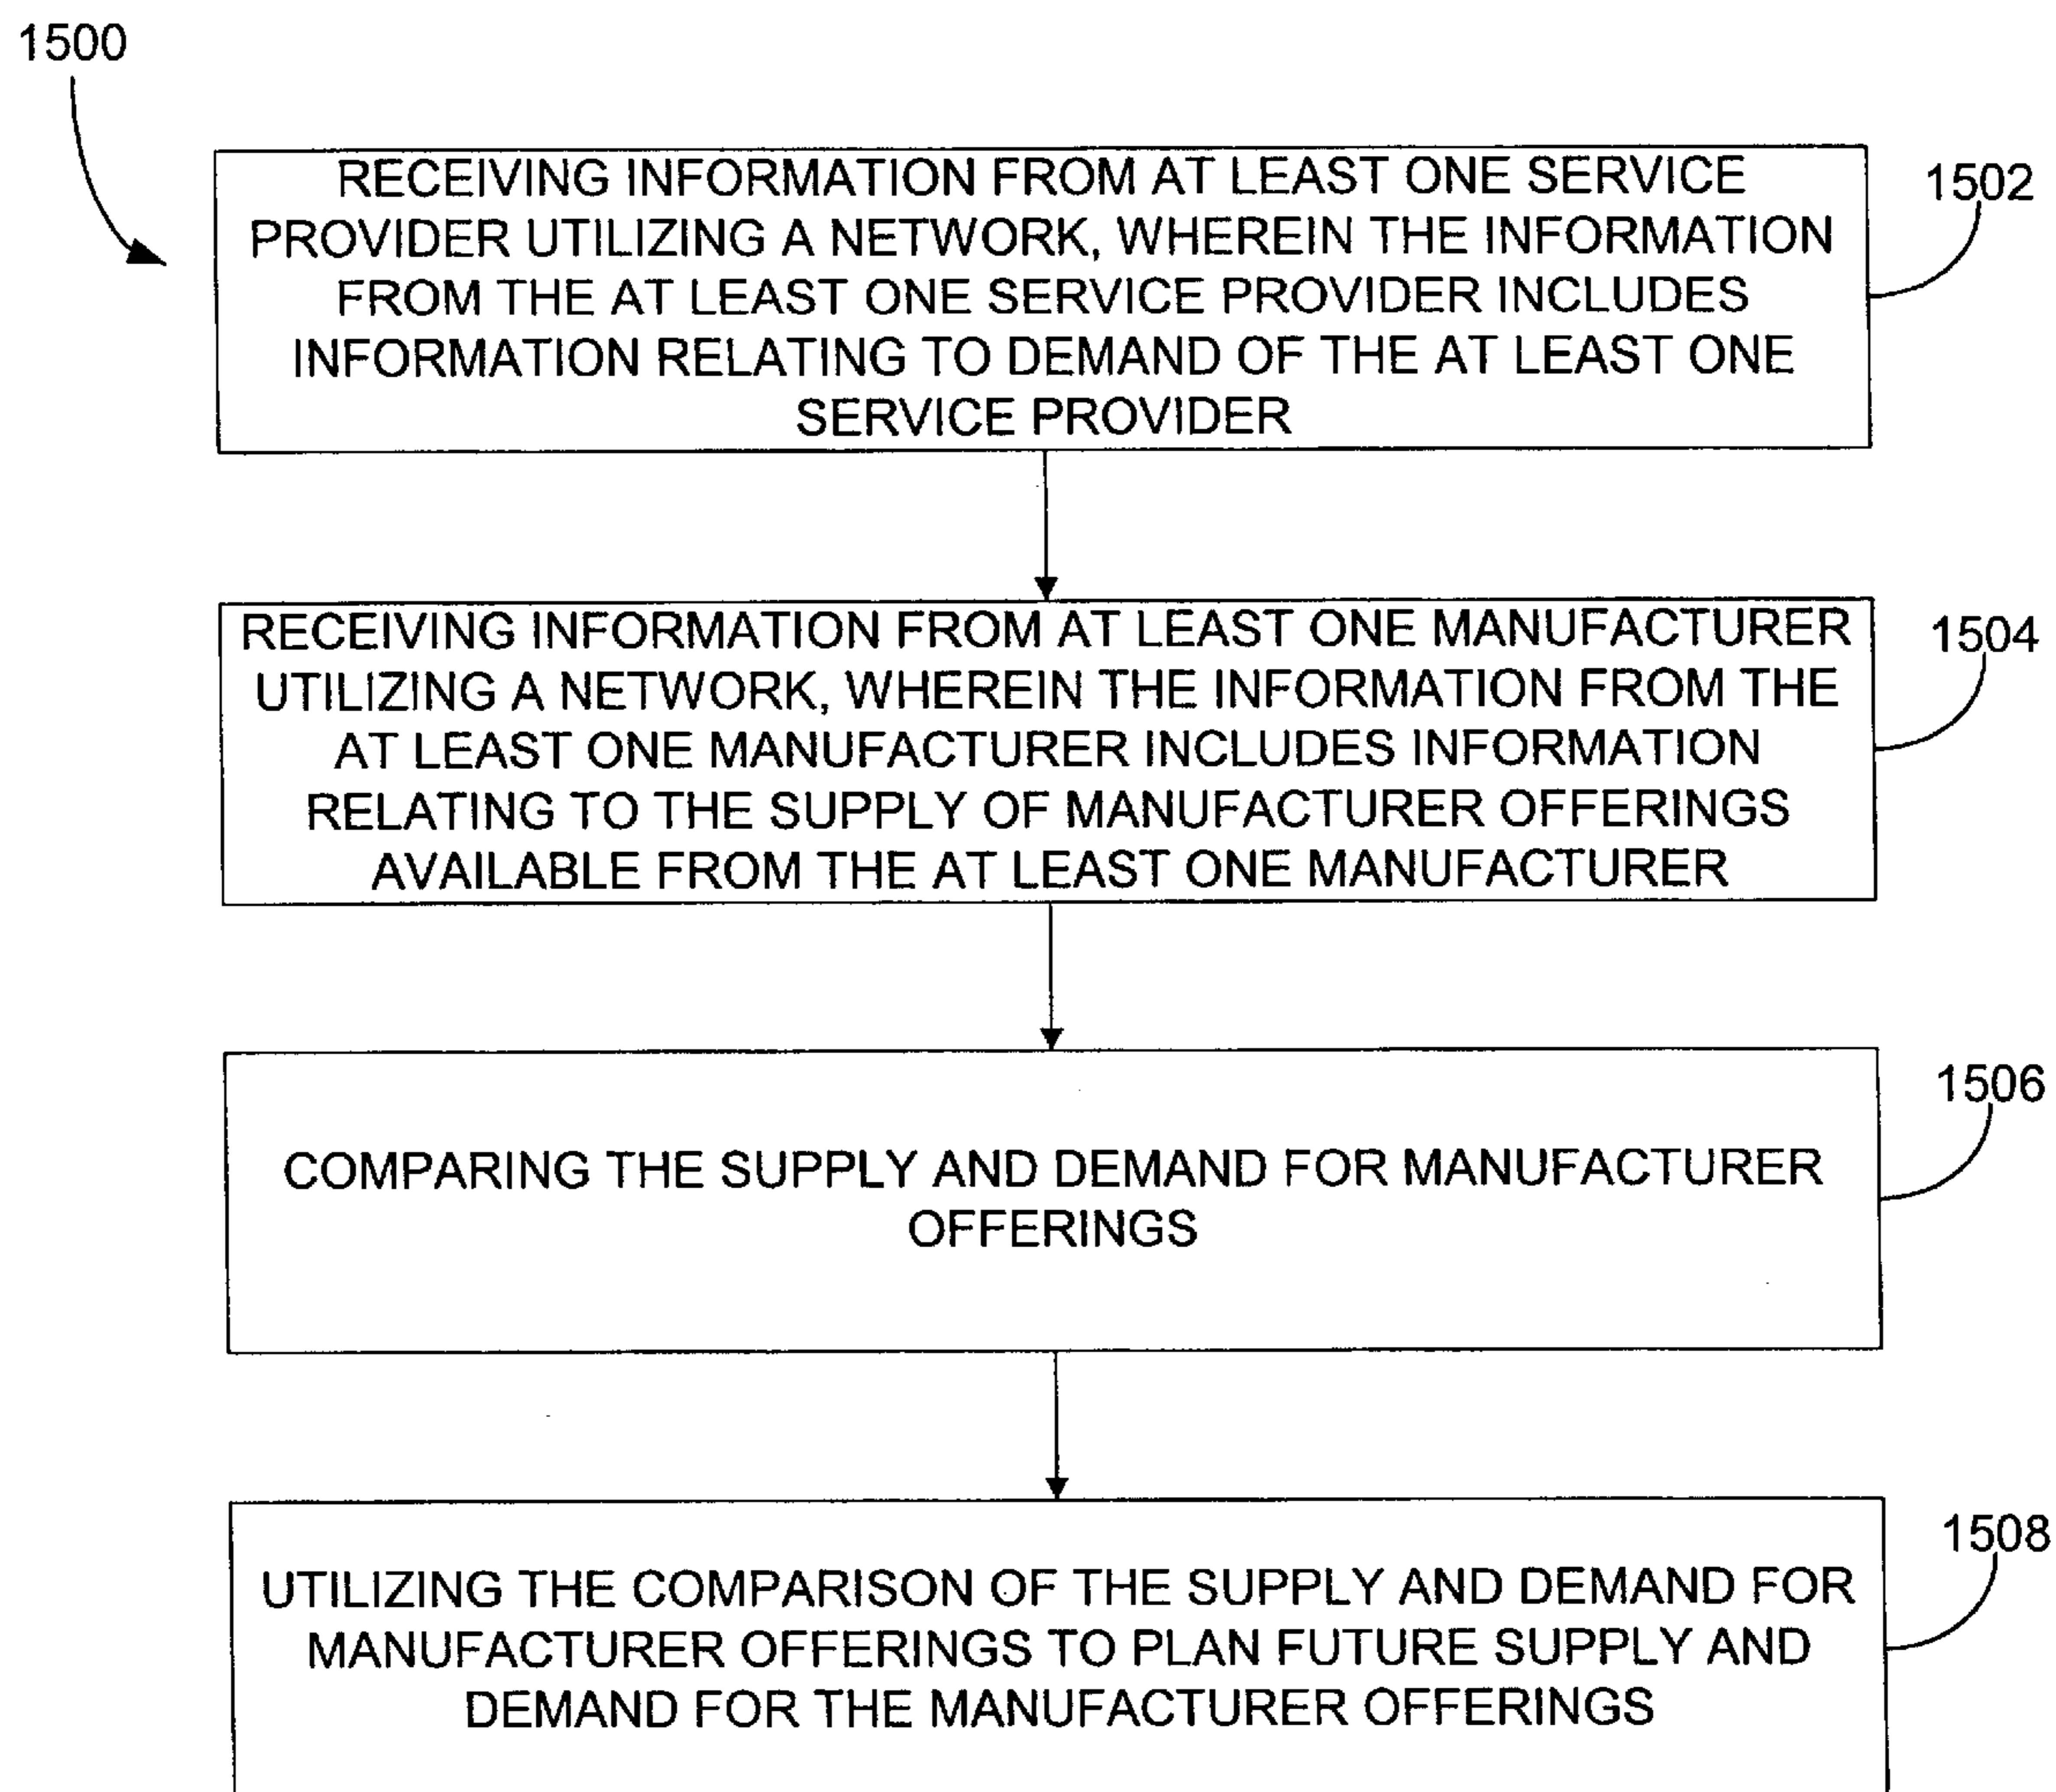 1500
RECEIVING INFORMATION FROM AT LEAST ONE SERVICE
PROVIDER UTILIZING A NETWORK, WHEREIN THE INFORMATION
FROM THE AT LEAST ONE SERVICE PROVIDER INCLUDES
INFORMATION RELATING TO DEMAND OF THE AT LEAST ONE
SERVICE PROVIDER
1502
RECEIVING INFORMATION FROM AT LEAST ONE MANUFACTURER
UTILIZING A NETWORK, WHEREIN THE INFORMATION FROM THE
AT LEAST ONE MANUFACTURER INCLUDES INFORMATION
RELATING TO THE SUPPLY OF MANUFACTURER OFFERINGS
AVAILABLE FROM THE AT LEAST ONE MANUFACTURER
1504
COMPARING THE SUPPLY AND DEMAND FOR MANUFACTURER
OFFERINGS
1506
UTILIZING THE COMPARISON OF THE SUPPLY AND DEMAND FOR
MANUFACTURER OFFERINGS TO PLAN FUTURE SUPPLY AND
DEMAND FOR THE MANUFACTURER OFFERINGS
1508